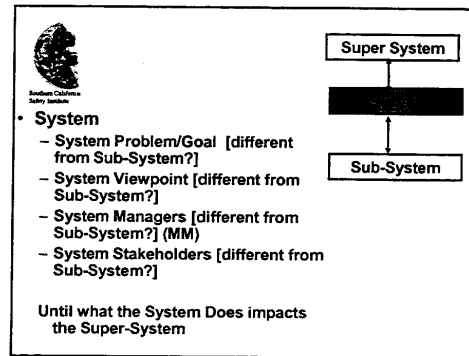 Super System
Southern California
Safety Institute
• System
– System Problem/Goal [different
from Sub-System?]
Sub-System
– System Viewpoint [different from
Sub-System?]
– System Managers [different from
Sub-System?] (MM)
– System Stakeholders [different from
Sub-System?]
Until what the System Does impacts
the Super-System